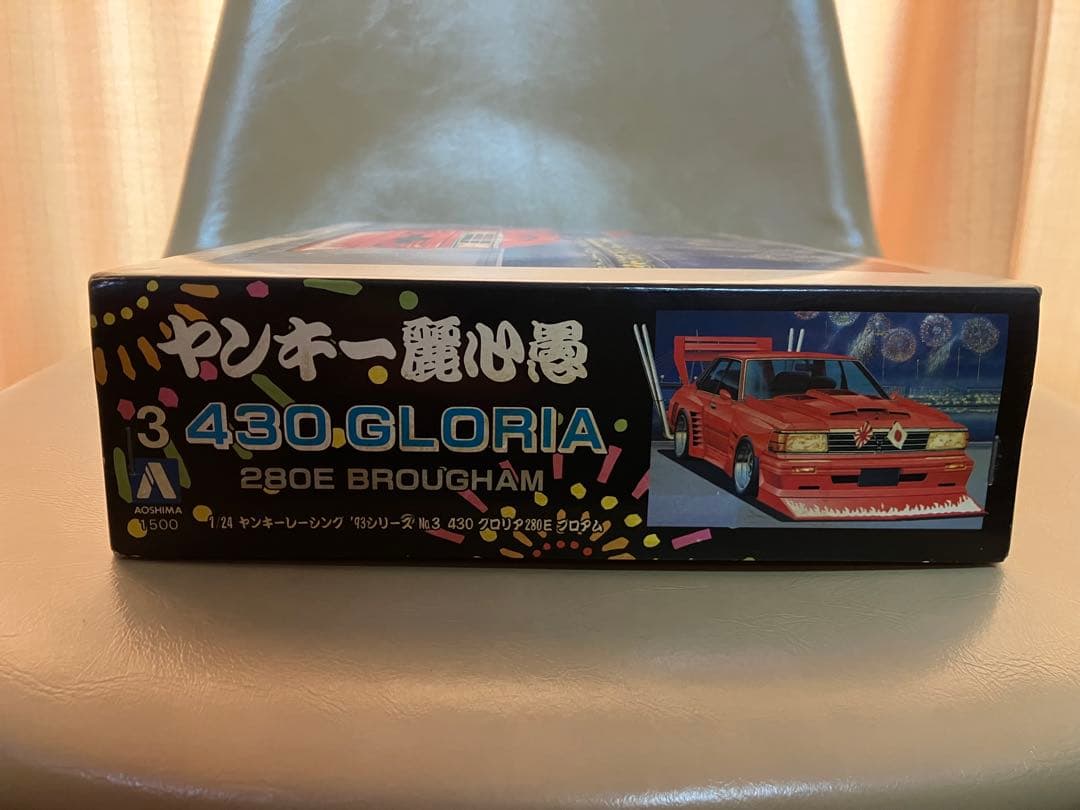 ヤンキー麗心愚
3 430 GLORIA
280E BROUGHAM
AOSHIMA
1,500
1/24 ヤンキーレーシング '93シリーズ No.3 430 グロリア280E ブロアム